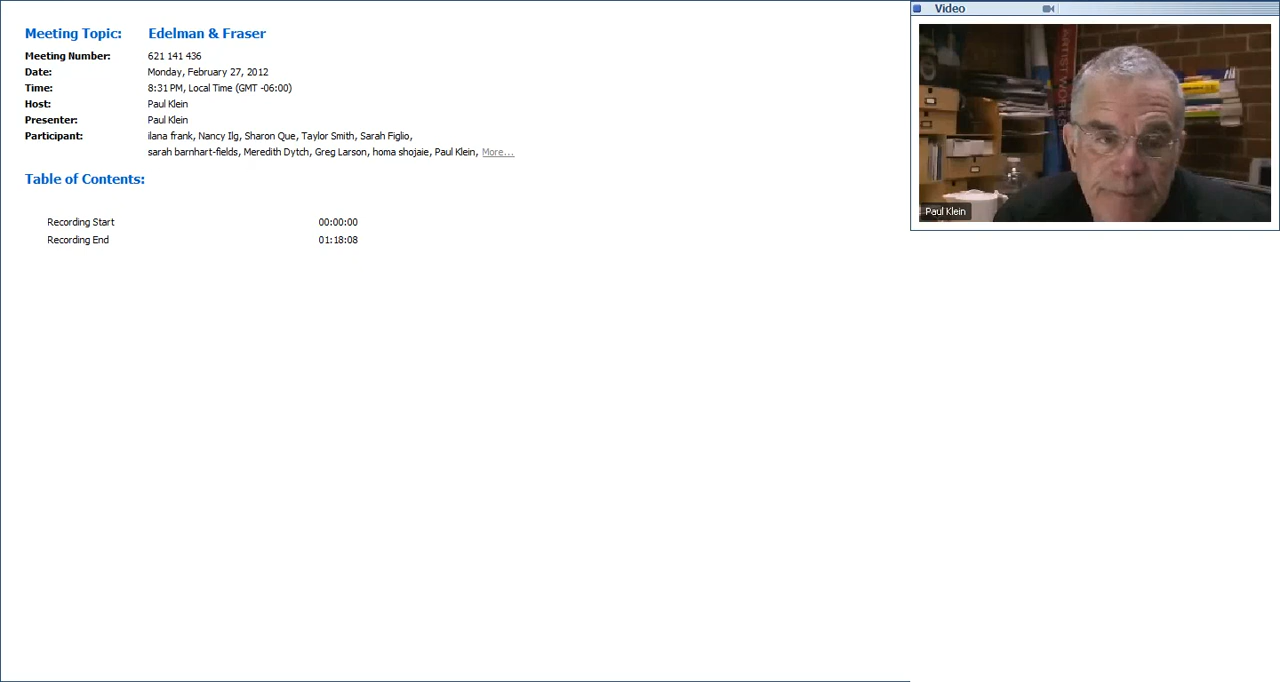 Meeting Topic: Edelman & Fraser
Meeting Number: 621 141 436
Date: Monday, February 27, 2012
Time: 8:31 PM, Local Time (GMT -06:00)
Host: Paul Klein
Presenter: Paul Klein
Participant: ilana frank, Nancy Ilg, Sharon Que, Taylor Smith, Sarah Figlio,
sarah barnhart-fields, Meredith Dytch, Greg Larson, homa shojaie, Paul Klein, More...
Table of Contents:
Recording Start 00:00:00
Recording End 01:18:08
Video
ARTIST WORKS
Paul Klein